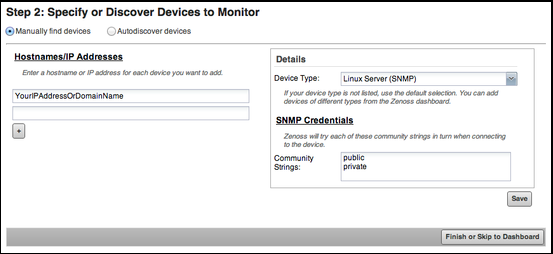 Step 2: Specify or Discover Devices to Monitor
Manually find devices
Autodiscover devices
Hostnames/IP Addresses
Enter a hostname or IP address for each device you want to add.
YourIPAddressOrDomainName
+
Details
Device Type:
Linux Server (SNMP)
If your device type is not listed, use the default selection. You can add
devices of different types from the Zenoss dashboard.
SNMP Credentials
Zenoss will try each of these community strings in turn when connecting
to the device.
Community
Strings:
public
private
Save
Finish or Skip to Dashboard